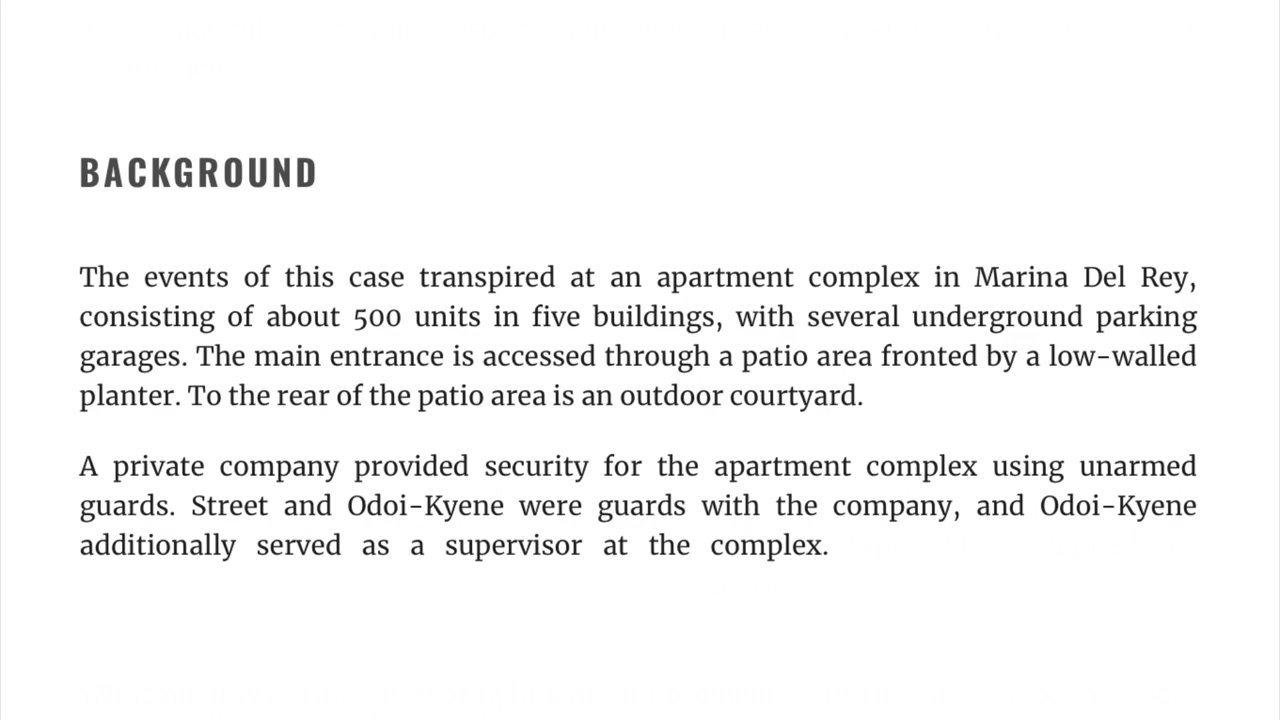 BACKGROUND
The events of this case transpired at an apartment complex in Marina Del Rey,
consisting of about 500 units in five buildings, with several underground parking
garages. The main entrance is accessed through a patio area fronted by a low-walled
planter. To the rear of the patio area is an outdoor courtyard.
A private company provided security for the apartment complex using unarmed
guards. Street and Odoi-Kyene were guards with the company, and Odoi-Kyene
additionally served as a supervisor at the complex.